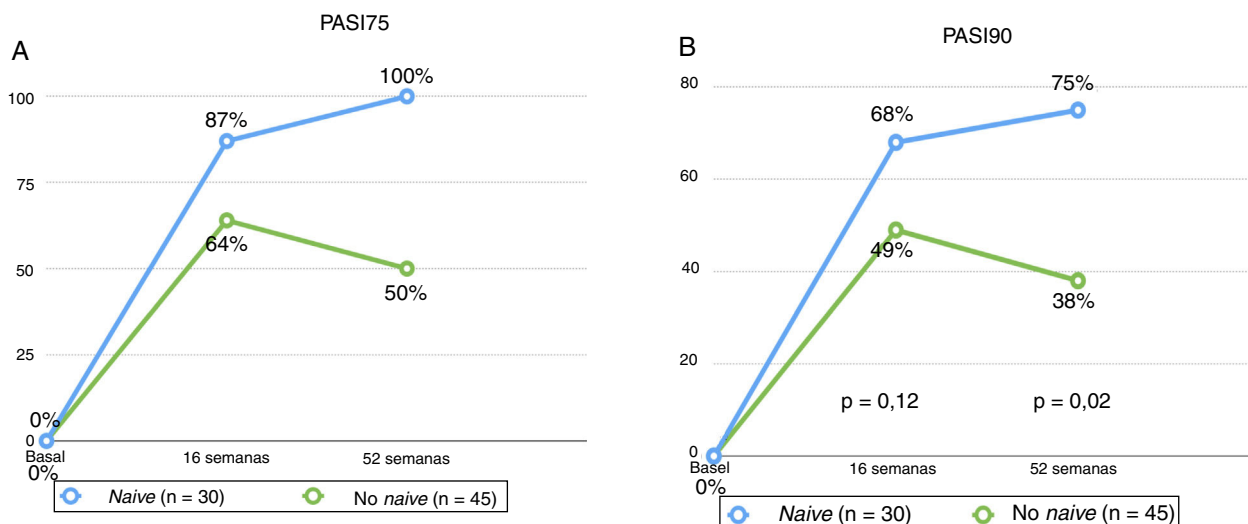 PASI75
A
100%
100
87%
75
64%
50
50%
25
0%
0
Basal
16 semanas
52 semanas
0%
Naive (n = 30)
No naive (n = 45)
PASI90
B
80
75%
68%
60
49%
40
38%
20
p = 0,12
p = 0,02
0
Basel
16 semanas
52 semanas
0%
Naive (n = 30)
No naive (n = 45)